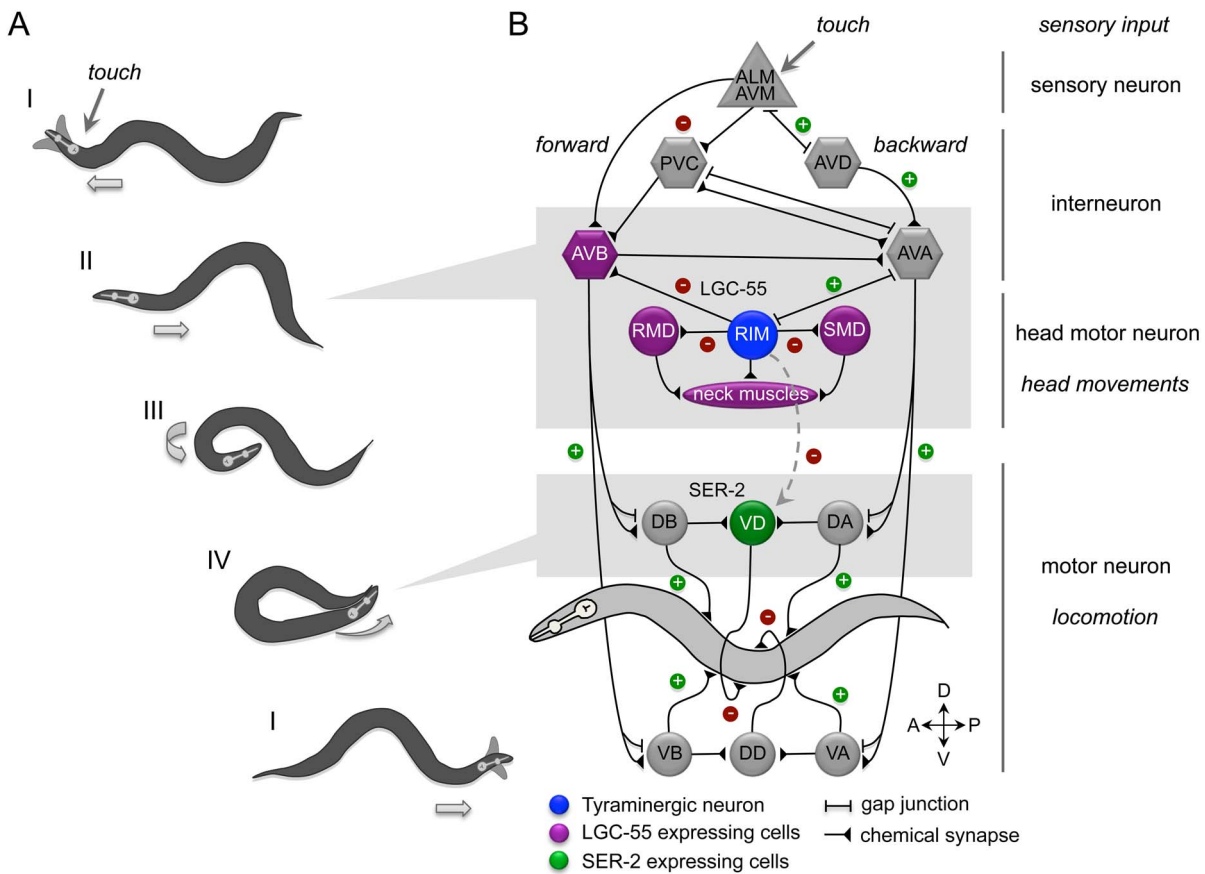 A
touch
I
II
III
IV
I
B
touch
sensory input
ALM
AVM
sensory neuron
-
+
forward
backward
PVC
AVD
+
interneuron
AVB
AVA
-
LGC-55
+
RMD
RIM
SMD
head motor neuron
-
-
head movements
neck muscles
+
-
+
SER-2
DB
VD
DA
motor neuron
+
+
-
locomotion
+
+
-
D
A
P
V
VB
DD
VA
Tyraminergic neuron
gap junction
LGC-55 expressing cells
chemical synapse
SER-2 expressing cells